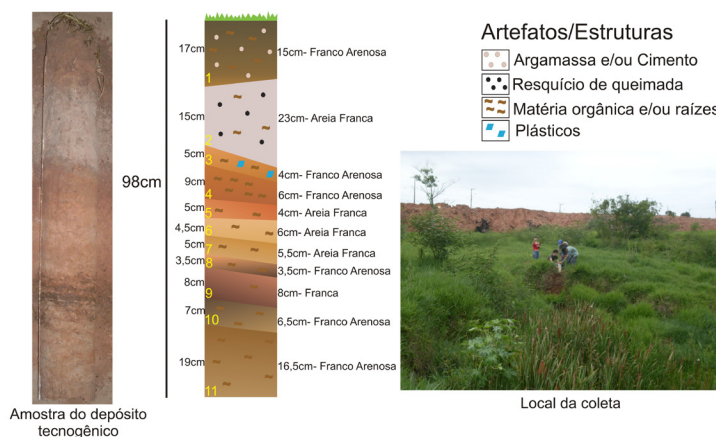 Amostra do depósito
tecnogênico
98cm
17cm
15cm
5cm
9cm
5cm
4,5cm
5cm
3,5cm
8cm
7cm
19cm
1
2
3
4
5
6
7
8
9
10
11
15cm- Franco Arenosa
23cm- Areia Franca
4cm- Franco Arenosa
6cm- Franco Arenosa
4cm- Areia Franca
6cm- Areia Franca
5,5cm- Areia Franca
3,5cm- Franco Arenosa
8cm- Franca
6,5cm- Franco Arenosa
16,5cm- Franco Arenosa
Artefatos/Estruturas
Argamassa e/ou Cimento
Resquício de queimada
Matéria orgânica e/ou raízes
Plásticos
Local da coleta